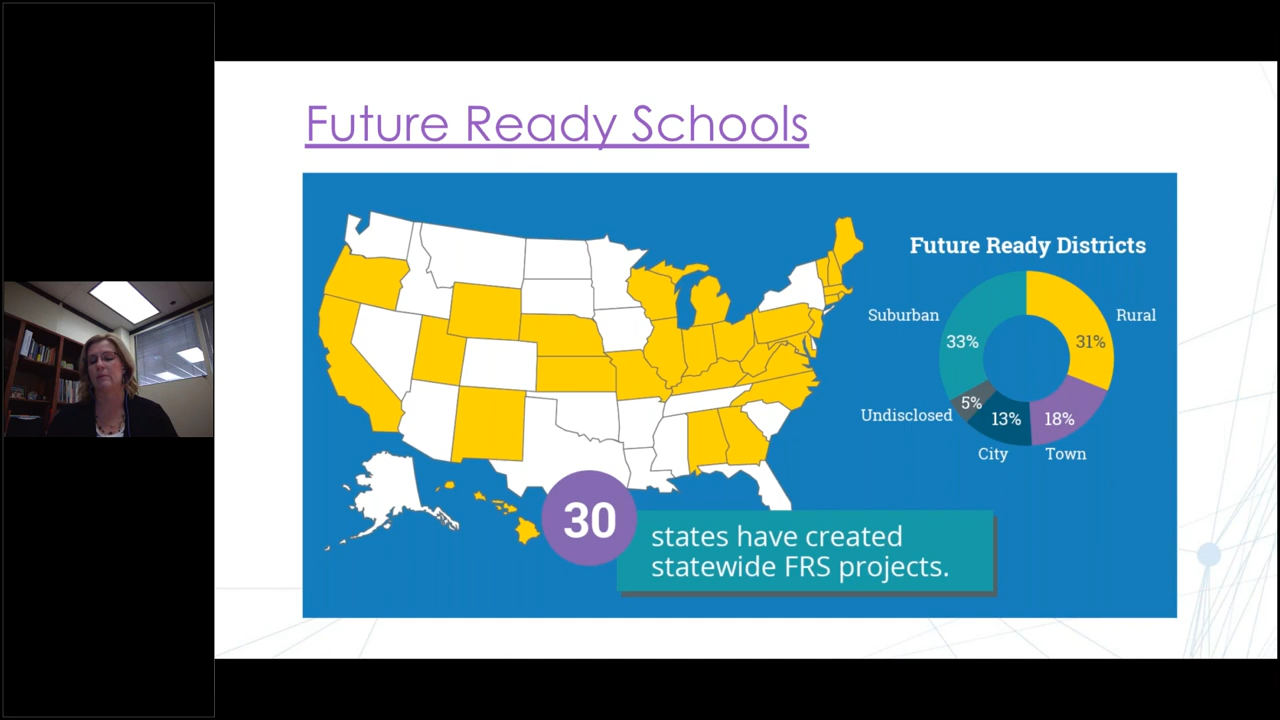 Future Ready Schools
Future Ready Districts
Suburban
Rural
33%
31%
Undisclosed
5%
13%
18%
City
Town
30
states have created
statewide FRS projects.